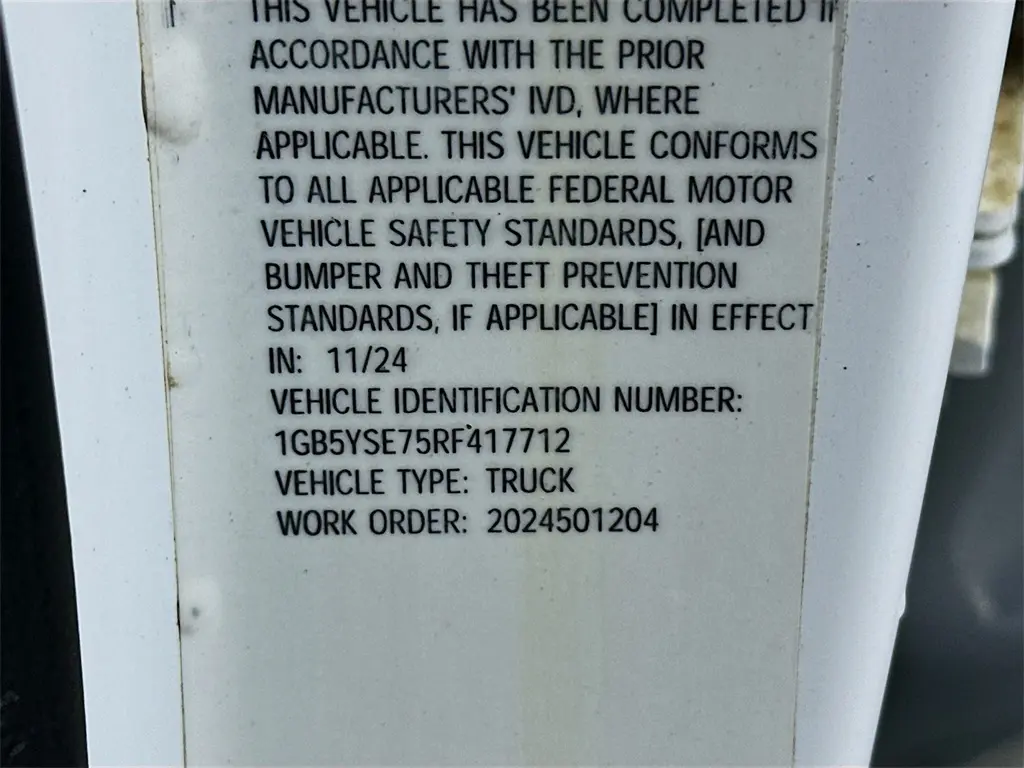 THIS VEHICLE HAS BEEN COMPLETED IN
ACCORDANCE WITH THE PRIOR
MANUFACTURERS' IVD, WHERE
APPLICABLE. THIS VEHICLE CONFORMS
TO ALL APPLICABLE FEDERAL MOTOR
VEHICLE SAFETY STANDARDS, [AND
BUMPER AND THEFT PREVENTION
STANDARDS, IF APPLICABLE] IN EFFECT
IN: 11/24
VEHICLE IDENTIFICATION NUMBER:
1GB5YSE75RF417712
VEHICLE TYPE: TRUCK
WORK ORDER: 2024501204